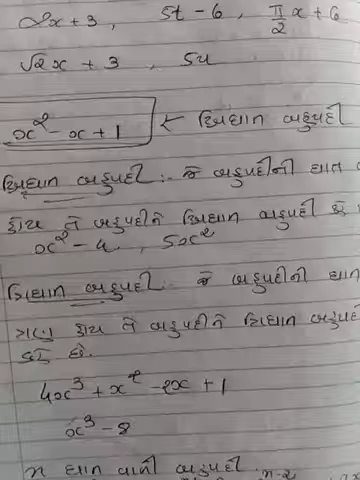 2x + 3, 5t - 6, π/2 x + 6
√2x + 3, 5u
x² - x + 1 ← દ્વિઘાત બહુપદી
દ્વિઘાત બહુપદી :- જે બહુપદીની ઘાત
હોય તે બહુપદીને દ્વિઘાત બહુપદી
x² - 4, 5x²
ત્રિઘાત બહુપદી :- જે બહુપદીની ઘાત
ત્રણ હોય તે બહુપદીને ત્રિઘાત બહુપદી
કહે છે.
4x³ + x² - 2x + 1
x³ - 8
n ઘાત વાળી બહુપદી.